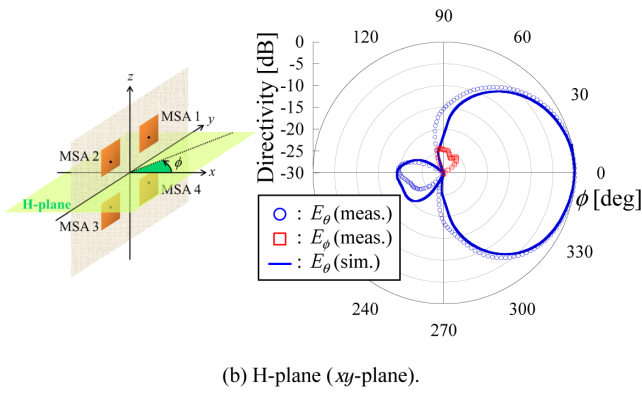 z
y
x
ϕ
MSA 1
MSA 2
MSA 3
MSA 4
H-plane
Directivity [dB]
0
-5
-10
-15
-20
-25
-30
90
60
30
0
ϕ [deg]
330
300
270
240
120
: Eθ (meas.)
: Eϕ (meas.)
: Eθ (sim.)
(b) H-plane (xy-plane).